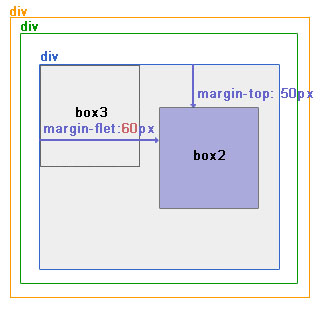 div
div
div
margin-top: 50px
box3
margin-flet:60px
box2